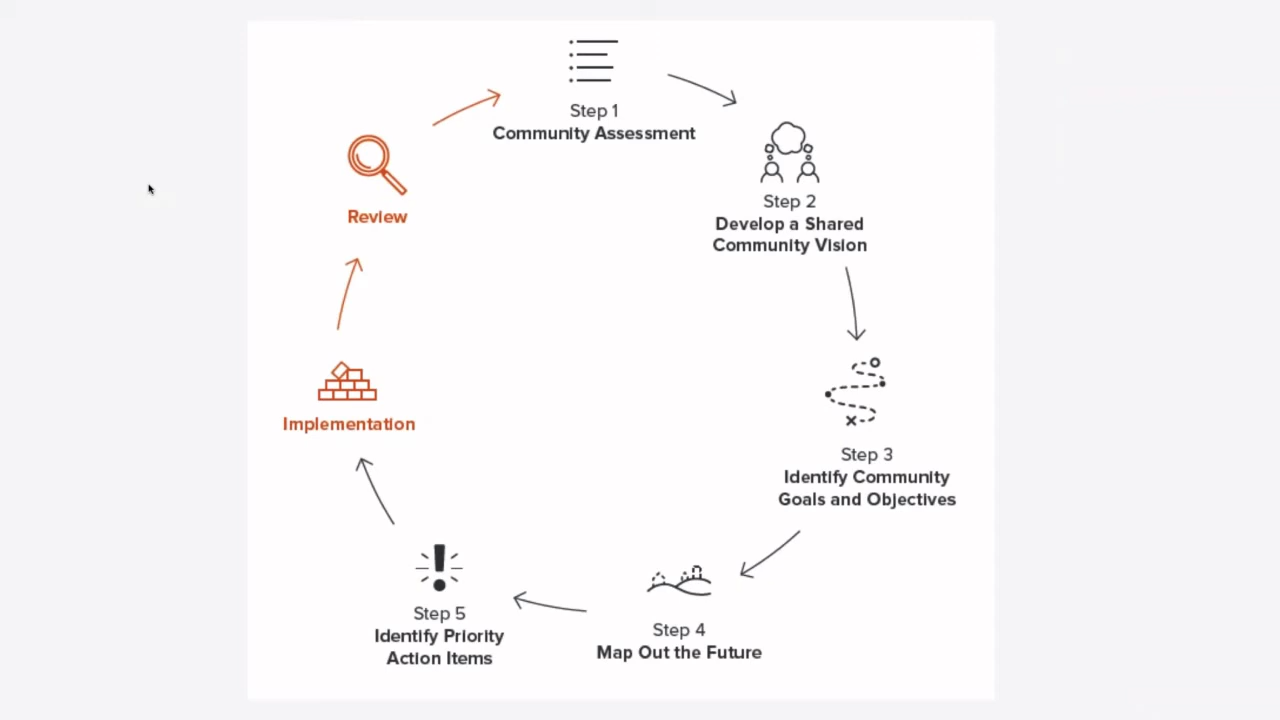 Step 1
Community Assessment
Step 2
Develop a Shared
Community Vision
Step 3
Identify Community
Goals and Objectives
Step 4
Map Out the Future
Step 5
Identify Priority
Action Items
Implementation
Review